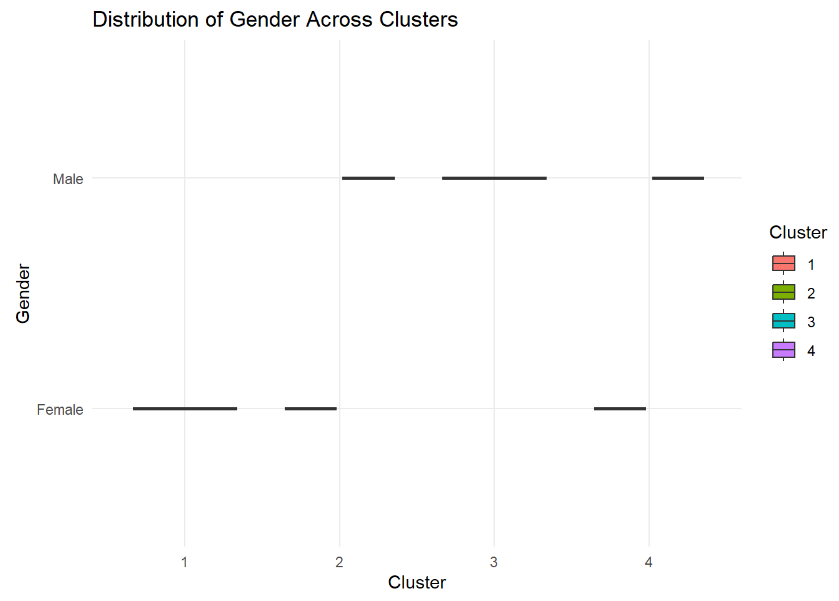 Distribution of Gender Across Clusters
Gender
Male
Female
1
2
3
4
Cluster
Cluster
1
2
3
4